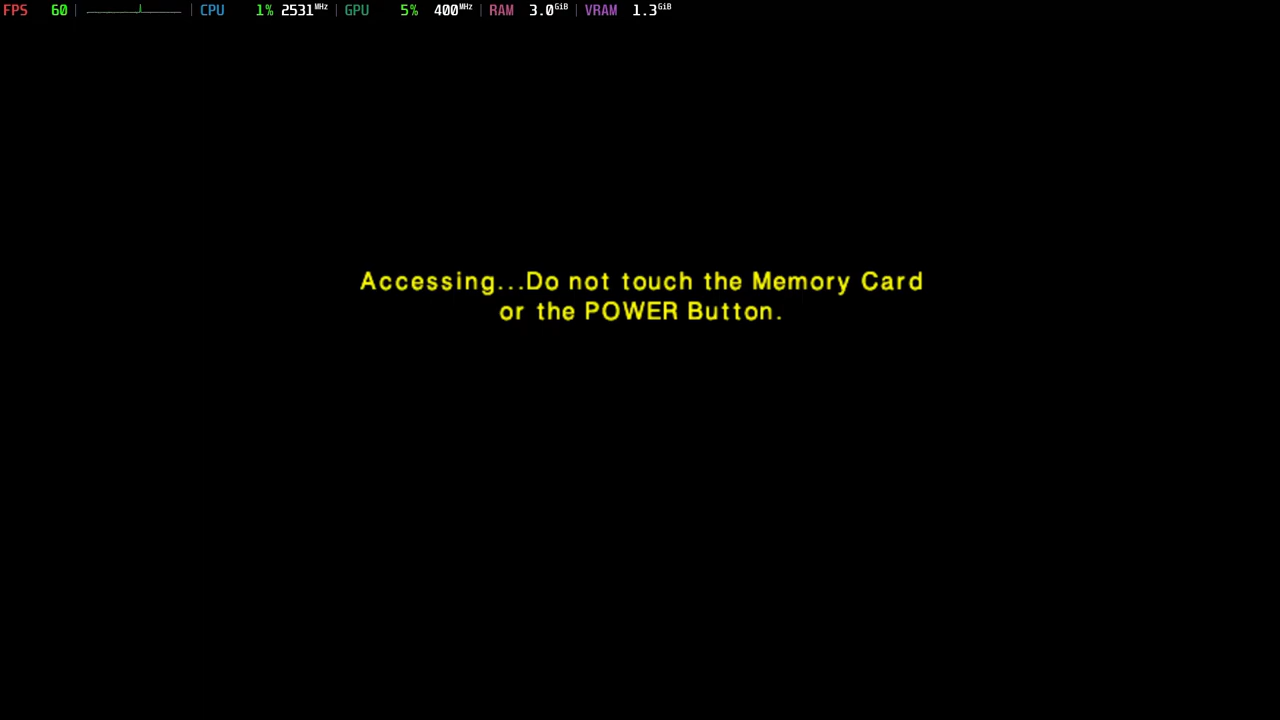 FPS 60 | CPU 1% 2531MHz | GPU 5% 400MHz | RAM 3.0GiB | VRAM 1.3GiB
Accessing...Do not touch the Memory Card
or the POWER Button.